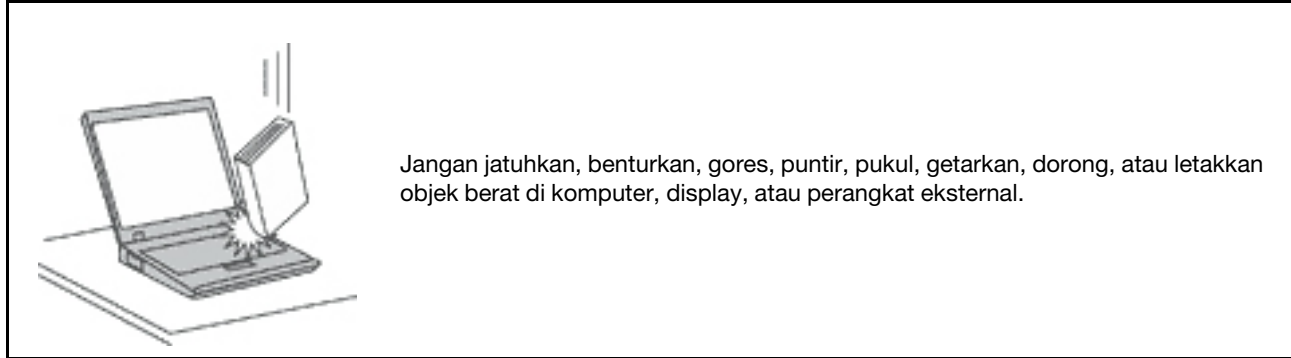 Jangan jatuhkan, benturkan, gores, puntir, pukul, getarkan, dorong, atau letakkan
objek berat di komputer, display, atau perangkat eksternal.